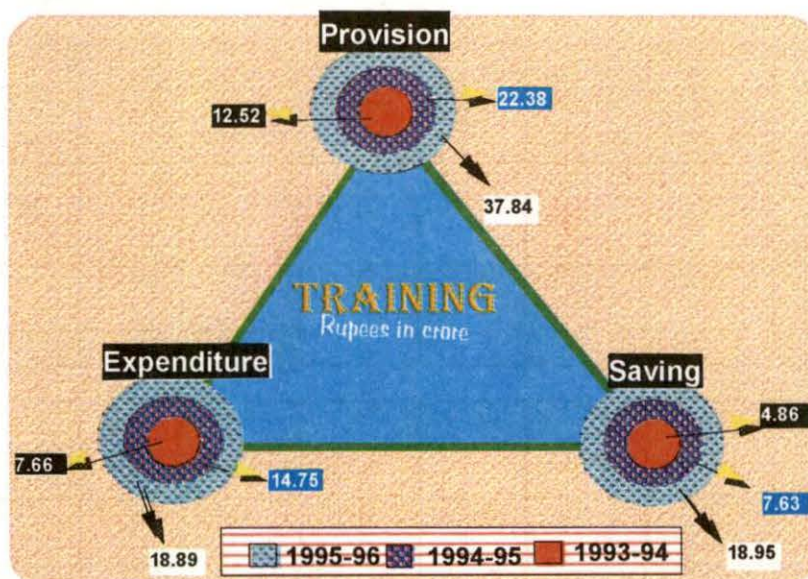 Provision
12.52
22.38
37.84
TRAINING
Rupees in crore
Expenditure
Saving
7.66
14.75
18.89
4.86
7.63
18.95
1995-96 1994-95 1993-94